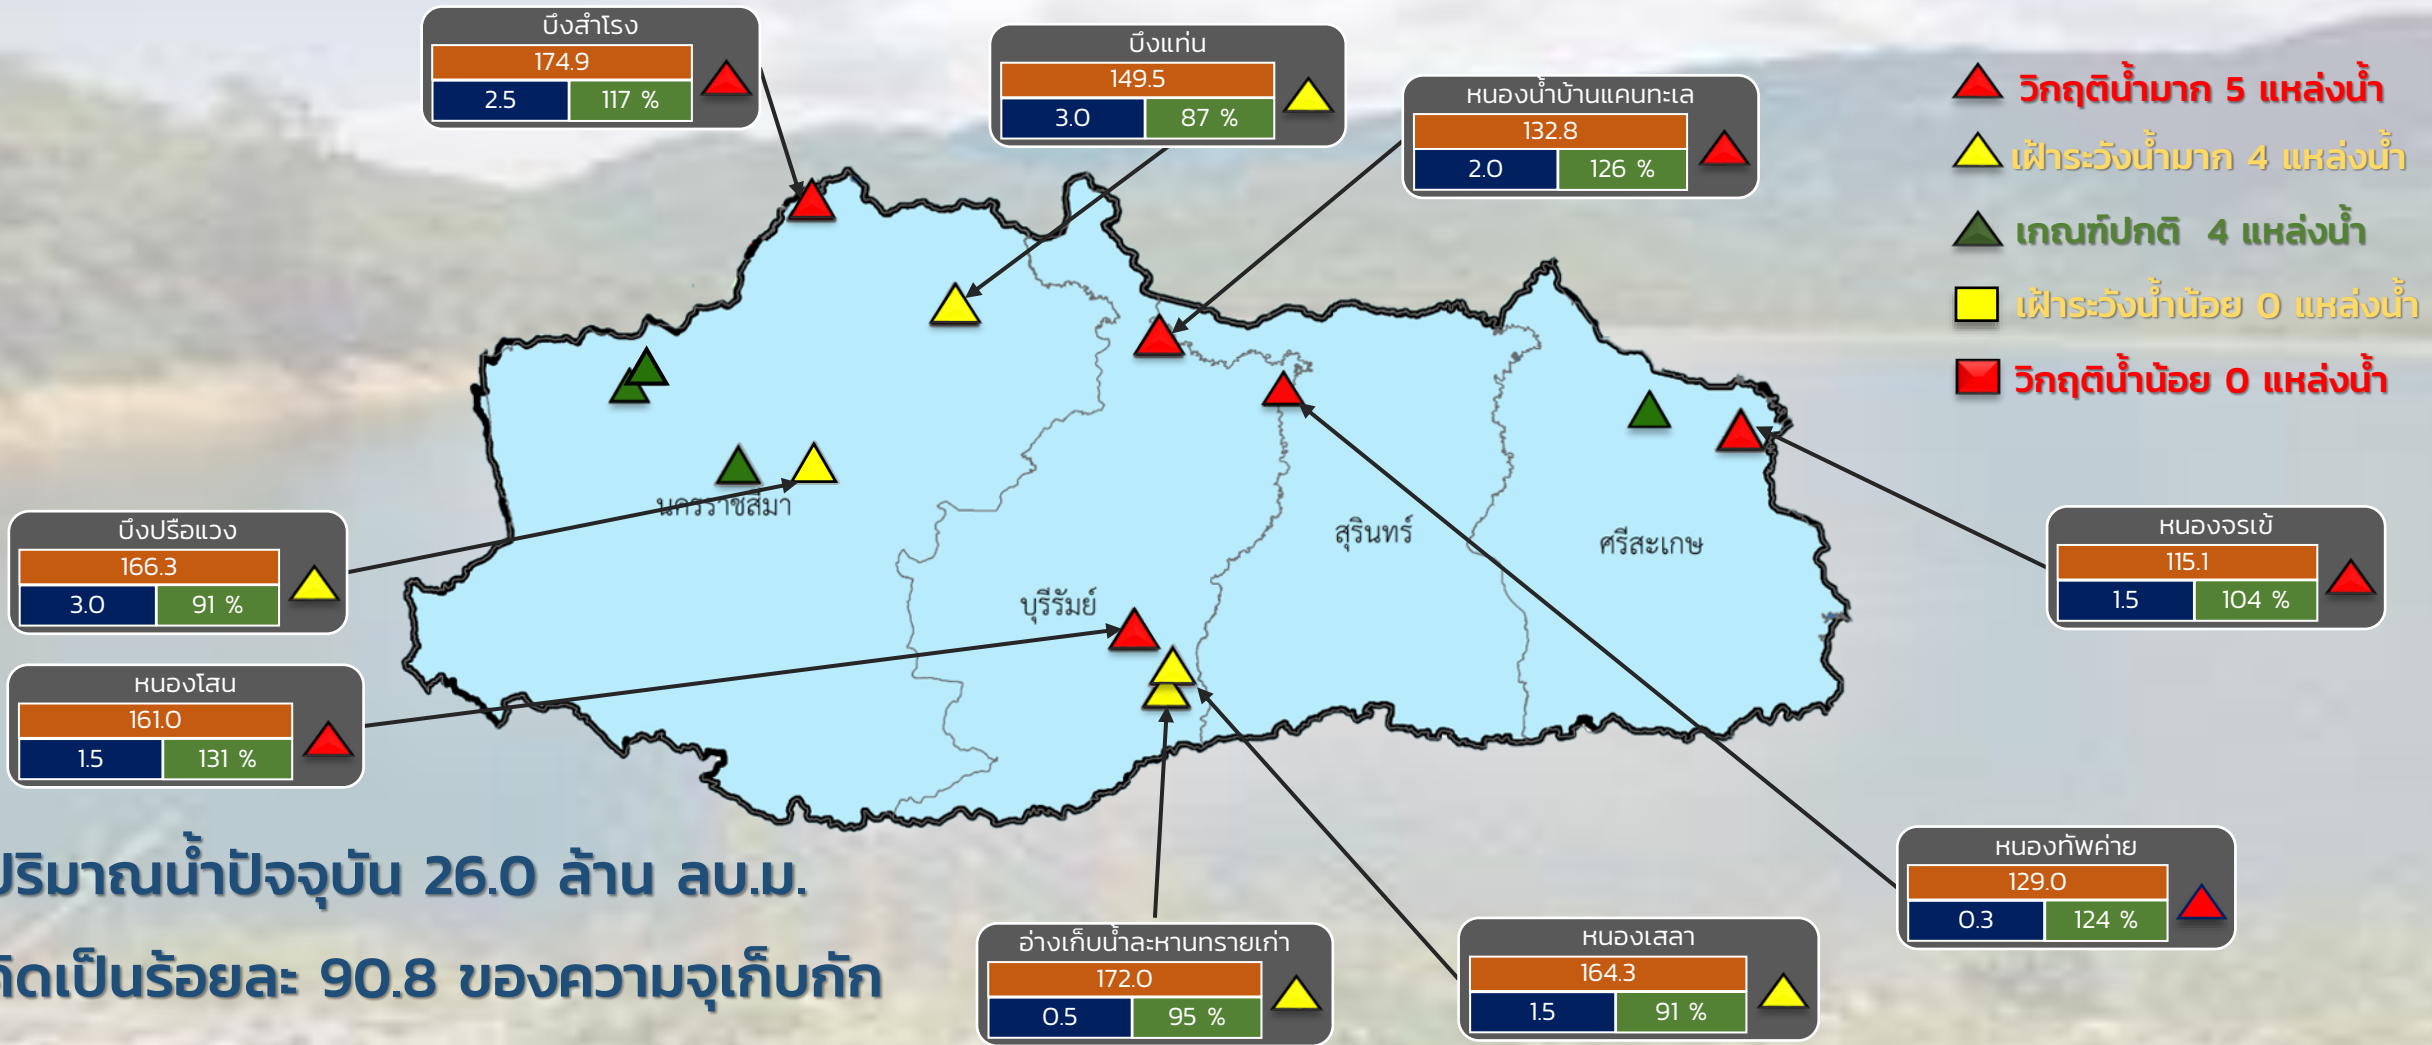 บึงสำโรง
174.9
2.5 117 %
บึงแท่น
149.5
3.0 87 %
หนองน้ำบ้านแคนทะเล
132.8
2.0 126 %
วิกฤติน้ำมาก 5 แหล่งน้ำ
เฝ้าระวังน้ำมาก 4 แหล่งน้ำ
เกณฑ์ปกติ 4 แหล่งน้ำ
เฝ้าระวังน้ำน้อย 0 แหล่งน้ำ
วิกฤติน้ำน้อย 0 แหล่งน้ำ
นครราชสีมา
บุรีรัมย์
สุรินทร์
ศรีสะเกษ
บึงปรือแวง
166.3
3.0 91 %
หนองโสน
161.0
1.5 131 %
หนองจรเข้
115.1
1.5 104 %
หนองทัพค่าย
129.0
0.3 124 %
อ่างเก็บน้ำละหานทรายเก่า
172.0
0.5 95 %
หนองเสลา
164.3
1.5 91 %
ปริมาณน้ำปัจจุบัน 26.0 ล้าน ลบ.ม.
คิดเป็นร้อยละ 90.8 ของความจุเก็บกัก